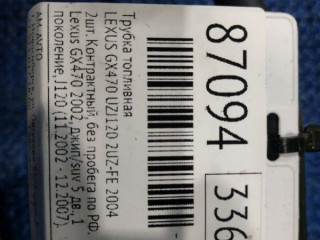 Трубка топливная
LEXUS GX470 UZJ120 2UZ-FE 2004
2шт. Контрактный, без пробега по РФ.
Lexus GX470 2002, джип/suv 5 дв., 1
поколение, J120 (11.2002 - 12.2007),
87094
336